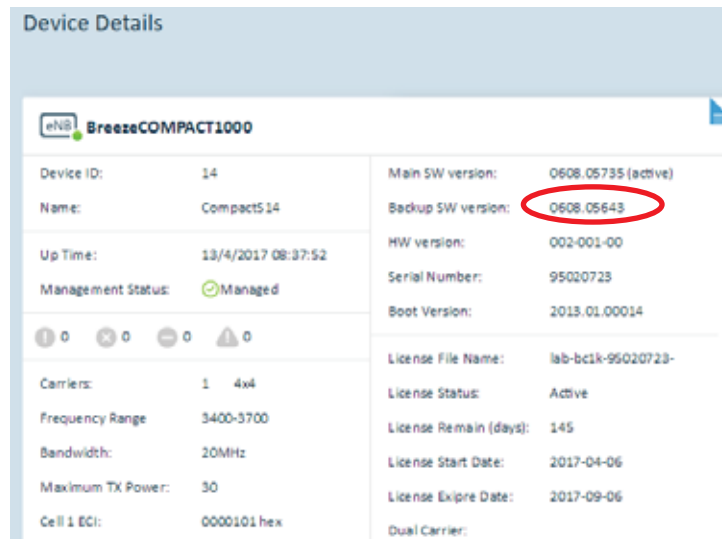 Device Details
eNB BreezeCOMPACT1000
Device ID: 14
Name: CompactS14
Up Time: 13/4/2017 08:37:52
Management Status: Managed
0 0 0 0
Carriers: 1 4x4
Frequency Range 3400-3700
Bandwidth: 20MHz
Maximum TX Power: 30
Cell 1 ECI: 0000101 hex
Main SW version: 0608.05735 (active)
Backup SW version: 0608.05643
HW version: 002-001-00
Serial Number: 95020723
Boot Version: 2013.01.00014
License File Name: lab-bc1k-95020723-
License Status: Active
License Remain (days): 145
License Start Date: 2017-04-06
License Exipre Date: 2017-09-06
Dual Carrier: